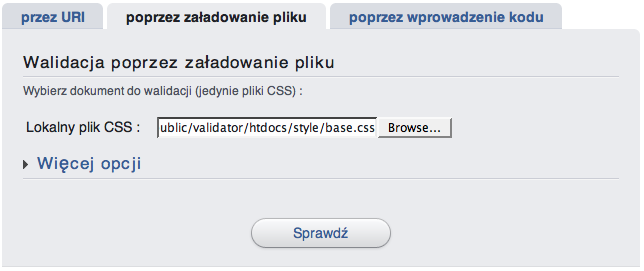 przez URI poprzez załadowanie pliku poprzez wprowadzenie kodu
Walidacja poprzez załadowanie pliku
Wybierz dokument do walidacji (jedynie pliki CSS) :
Lokalny plik CSS : ublic/validator/htdocs/style/base.css Browse...
Więcej opcji
Sprawdź